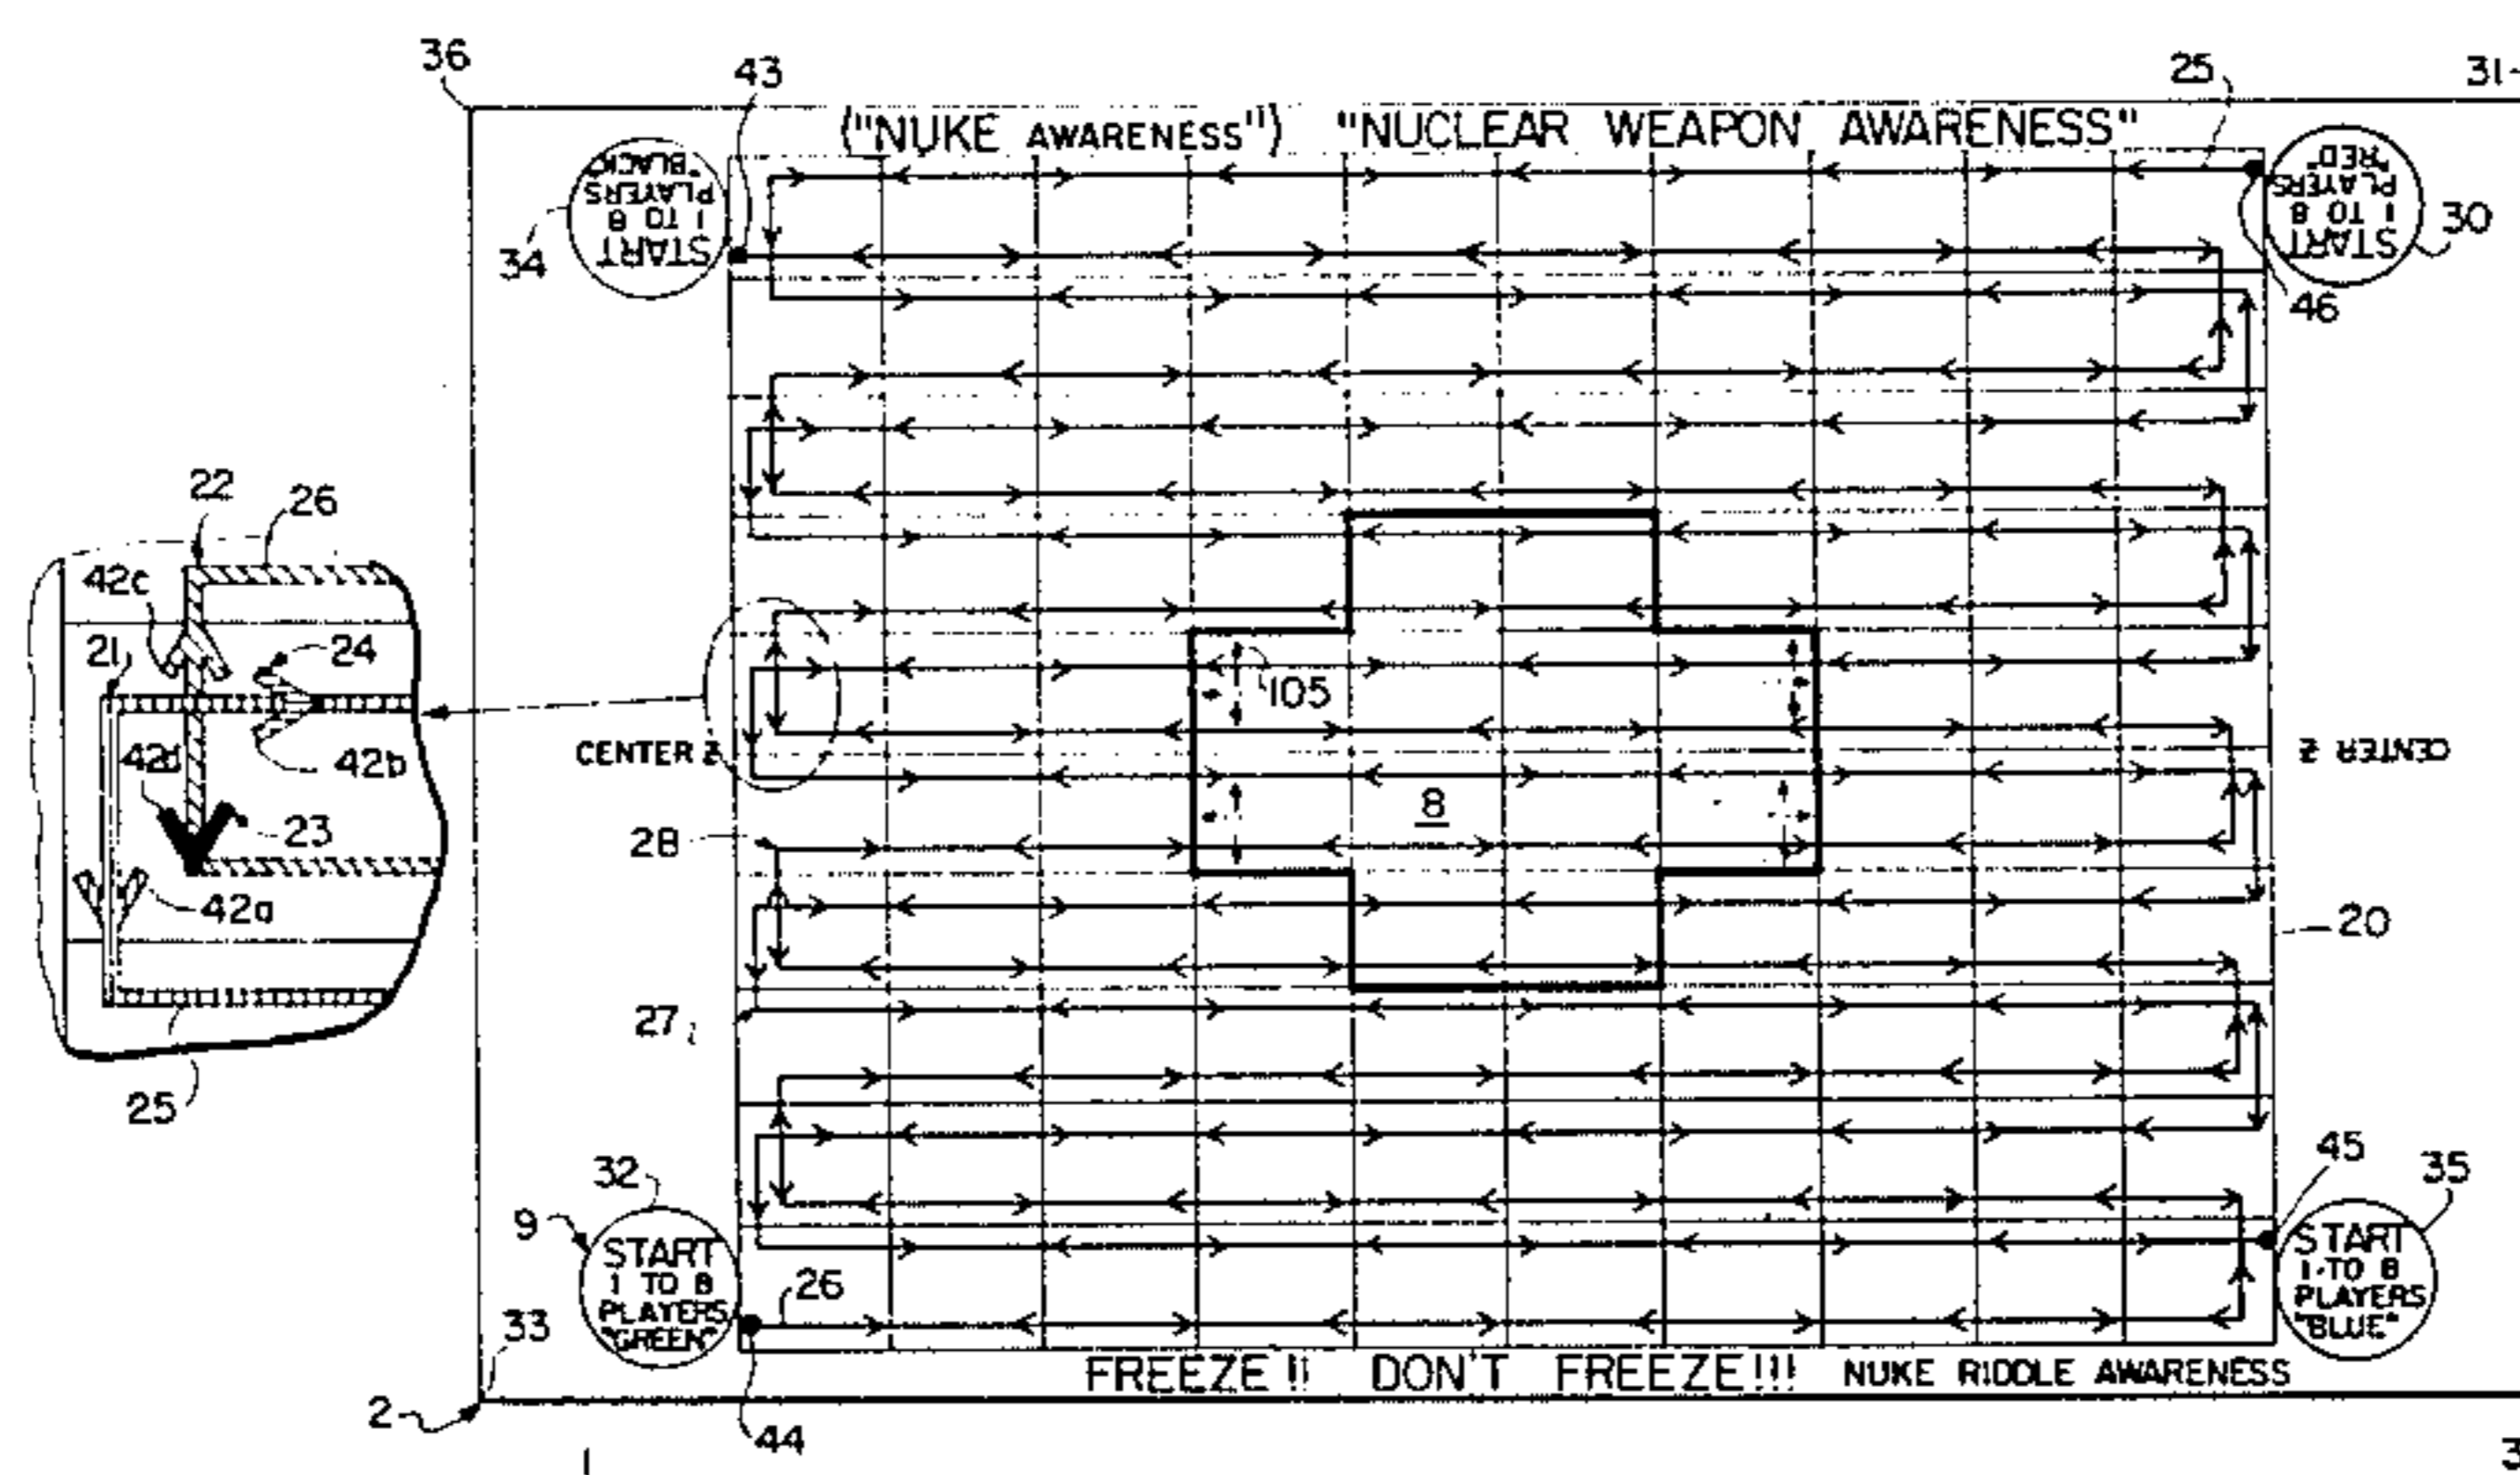 36
43
25
31
("NUKE AWARENESS") "NUCLEAR WEAPON AWARENESS"
START
1 TO 8
PLAYERS
"BLACK"
34
START
1 TO 8
PLAYERS
"RED"
30
46
22
26
42c
21
24
42d
42b
23
42a
25
105
CENTER 2
CENTER 2
8
28
20
27
32
9
START
1 TO 8
PLAYERS
"GREEN"
26
45
35
START
1 TO 8
PLAYERS
"BLUE"
33
FREEZE!! DON'T FREEZE!!! NUKE RIDDLE AWARENESS
2
44